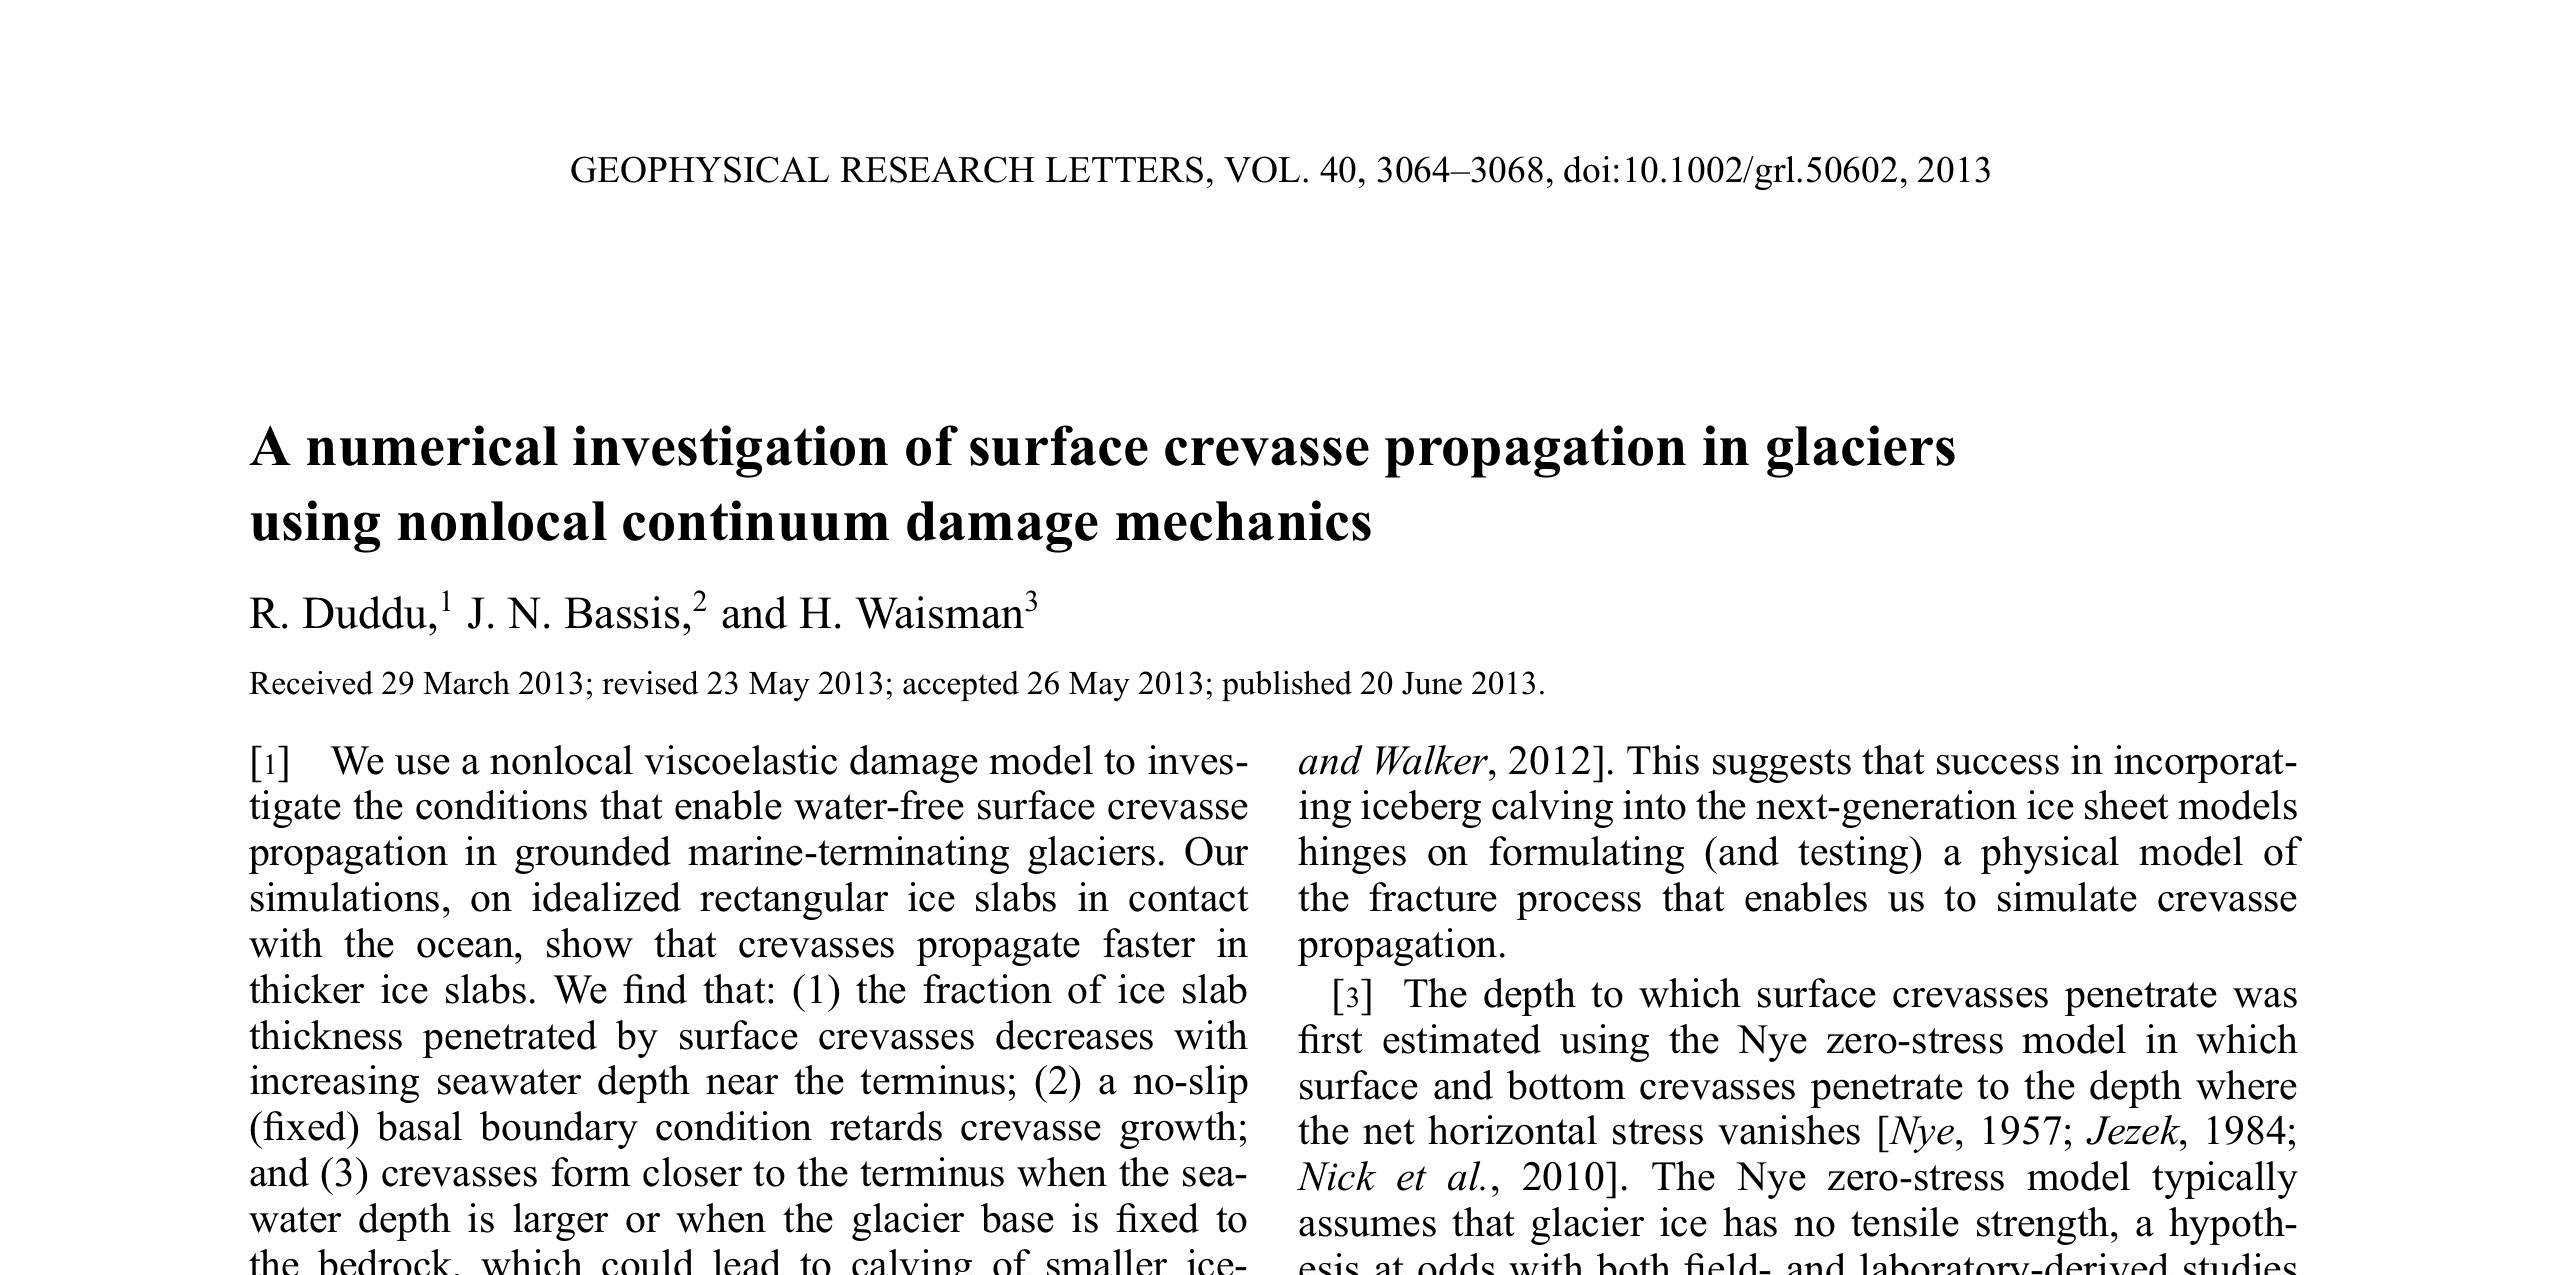 GEOPHYSICAL RESEARCH LETTERS, VOL. 40, 3064–3068, doi:10.1002/grl.50602, 2013
A numerical investigation of surface crevasse propagation in glaciers
using nonlocal continuum damage mechanics
R. Duddu,¹ J. N. Bassis,² and H. Waisman³
Received 29 March 2013; revised 23 May 2013; accepted 26 May 2013; published 20 June 2013.
[1] We use a nonlocal viscoelastic damage model to inves-
tigate the conditions that enable water-free surface crevasse
propagation in grounded marine-terminating glaciers. Our
simulations, on idealized rectangular ice slabs in contact
with the ocean, show that crevasses propagate faster in
thicker ice slabs. We find that: (1) the fraction of ice slab
thickness penetrated by surface crevasses decreases with
increasing seawater depth near the terminus; (2) a no-slip
(fixed) basal boundary condition retards crevasse growth;
and (3) crevasses form closer to the terminus when the sea-
water depth is larger or when the glacier base is fixed to
the bedrock, which could lead to calving of smaller ice-
and Walker, 2012]. This suggests that success in incorporat-
ing iceberg calving into the next-generation ice sheet models
hinges on formulating (and testing) a physical model of
the fracture process that enables us to simulate crevasse
propagation.
[3] The depth to which surface crevasses penetrate was
first estimated using the Nye zero-stress model in which
surface and bottom crevasses penetrate to the depth where
the net horizontal stress vanishes [Nye, 1957; Jezek, 1984;
Nick et al., 2010]. The Nye zero-stress model typically
assumes that glacier ice has no tensile strength, a hypoth-
esis at odds with both field- and laboratory-derived studies